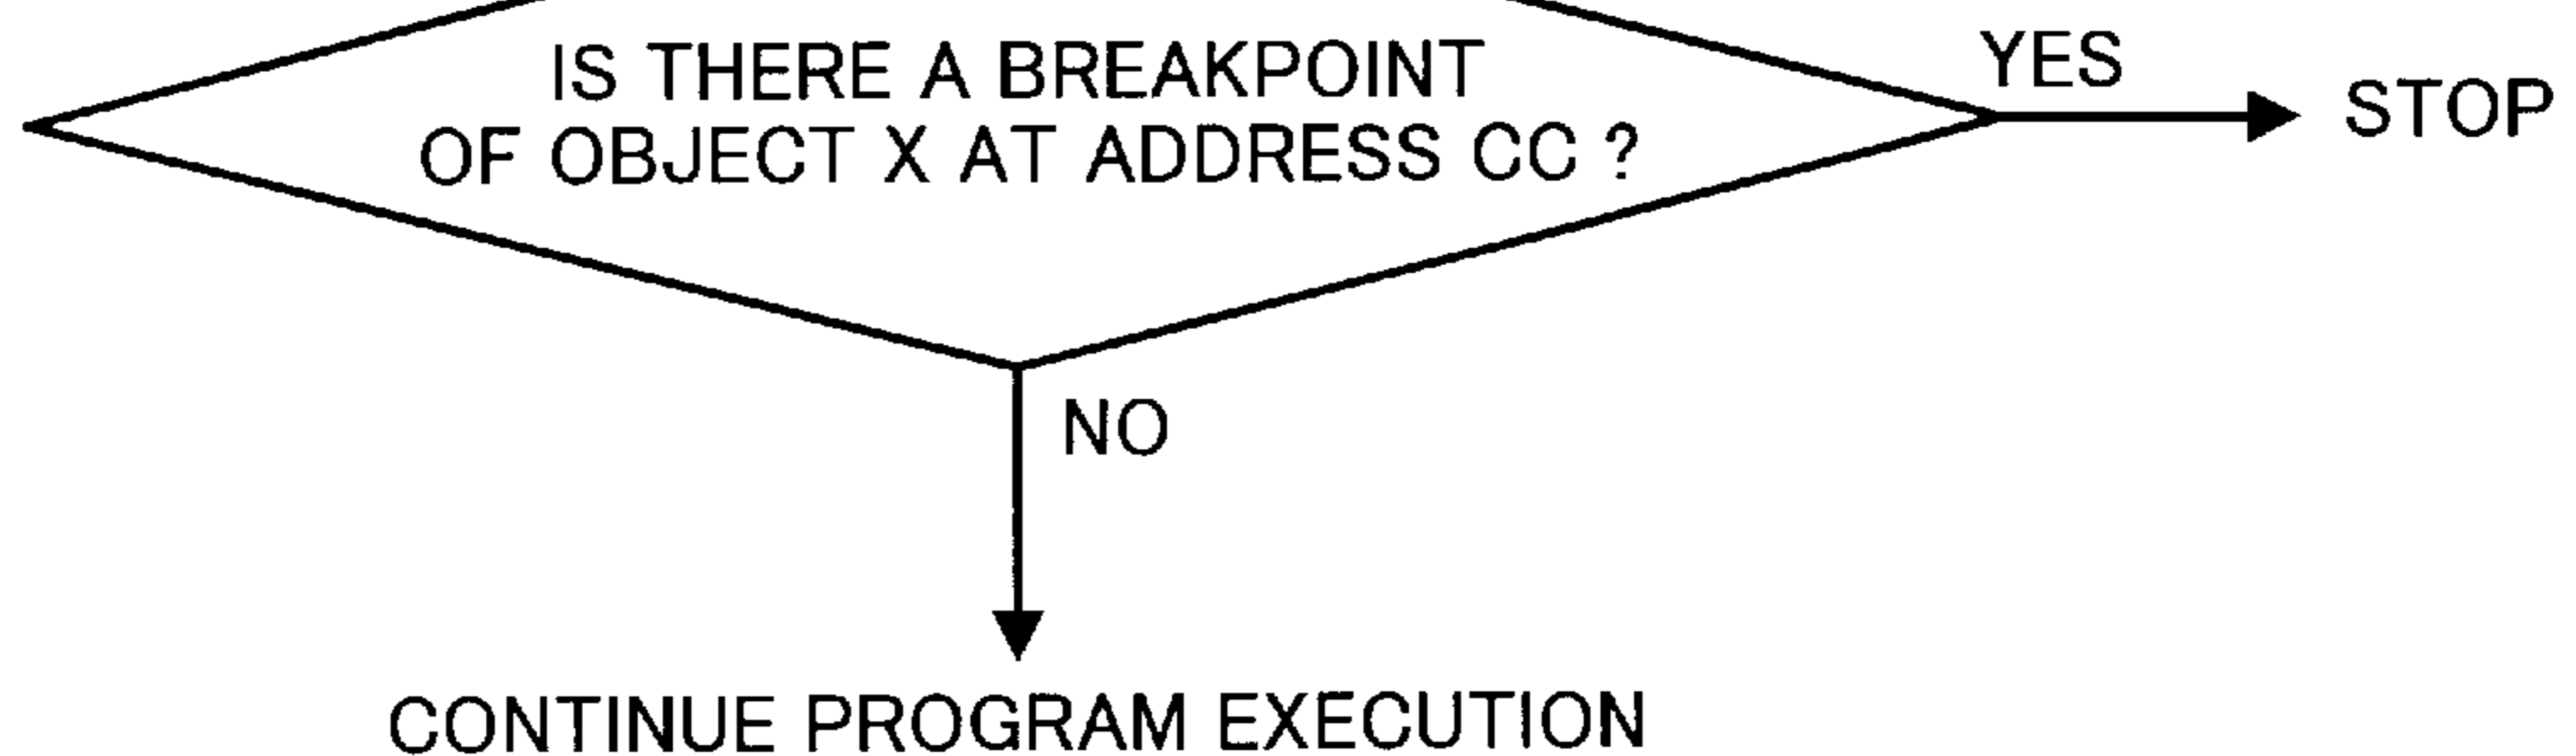 IS THERE A BREAKPOINT
OF OBJECT X AT ADDRESS CC ?
YES
STOP
NO
CONTINUE PROGRAM EXECUTION